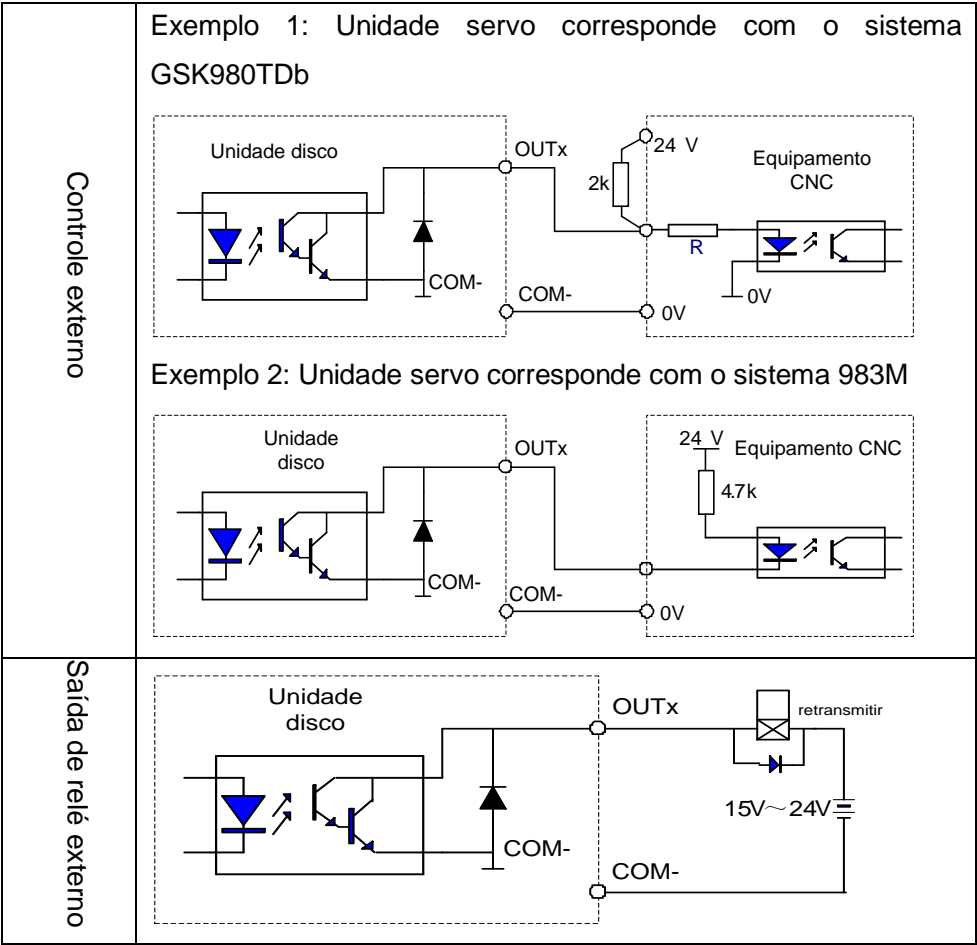 Controle externo
Exemplo 1: Unidade servo corresponde com o sistema
GSK980TDb
Unidade disco
OUTx
COM-
COM-
24 V
2k
R
Equipamento
CNC
0V
0V
Exemplo 2: Unidade servo corresponde com o sistema 983M
Unidade
disco
OUTx
COM-
COM-
24 V
Equipamento CNC
4.7k
0V
Saída de relé externo
Unidade
disco
OUTx
retransmitir
15V～24V
COM-
COM-